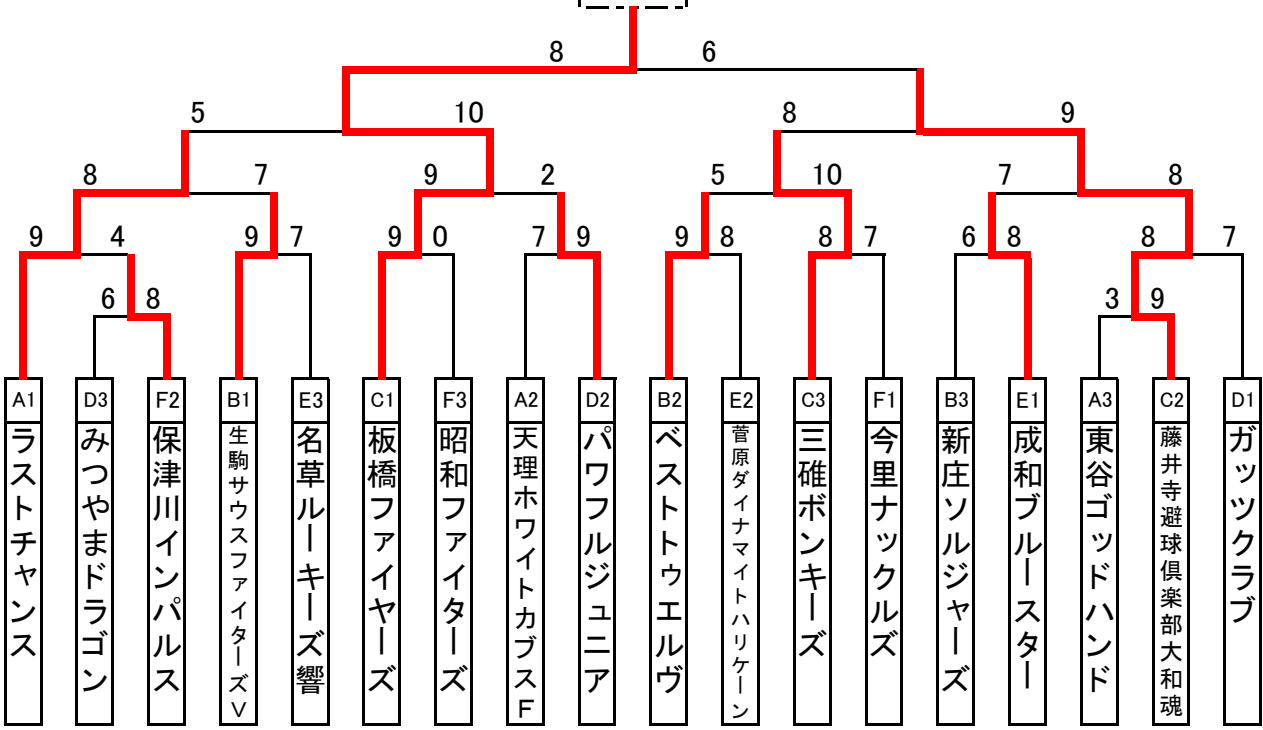 8 6
5 10 8 9
8 7 9 2 5 10 7 8
9 4 9 7 9 0 7 9 9 8 8 7 6 8 8 7
6 8 3 9
A1 D3 F2 B1 E3 C1 F3 A2 D2 B2 E2 C3 F1 B3 E1 A3 C2 D1
ラストチャンス
みつやまドラゴン
保津川インパルス
生駒サウスファイターズV
名草ルーキーズ響
板橋ファイヤーズ
昭和ファイターズ
天理ホワイトカブスF
パワフルジュニア
ベストトゥエルヴ
菅原ダイナマイトハリケーン
三碓ボンキーズ
今里ナックルズ
新庄ソルジャーズ
成和ブルースター
東谷ゴッドハンド
藤井寺避球倶楽部大和魂
ガッツクラブ